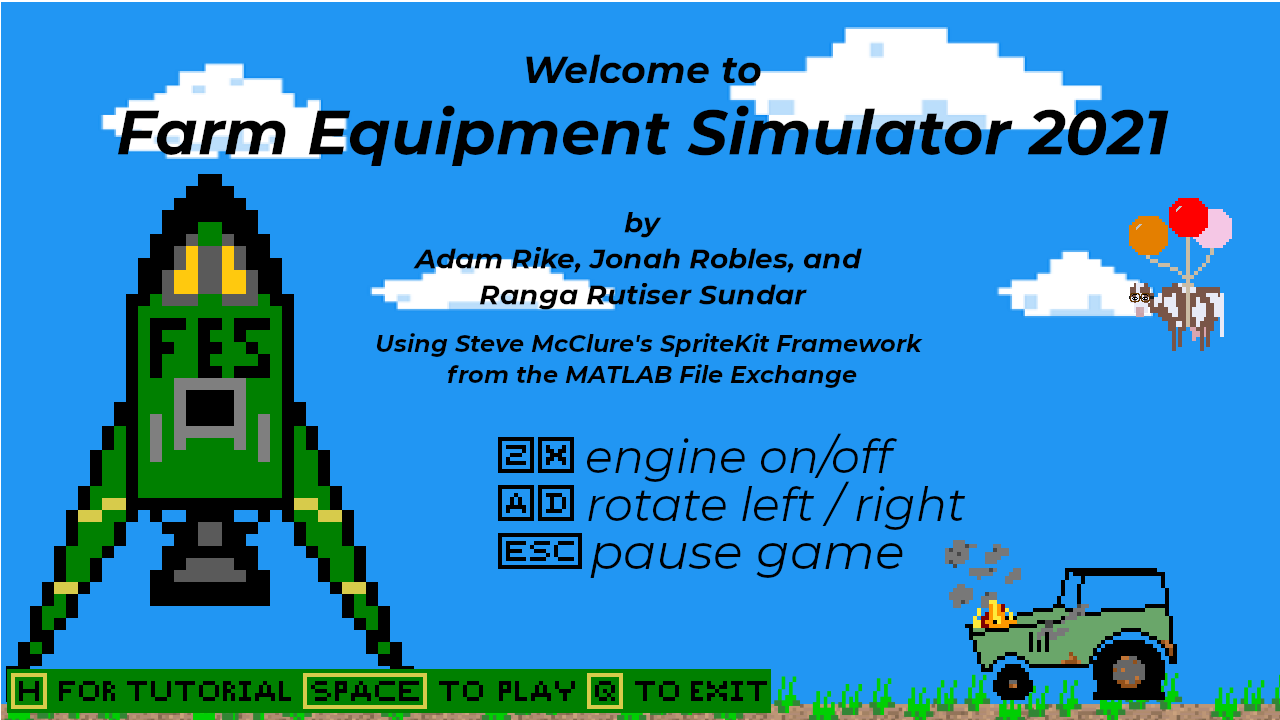 Welcome to
Farm Equipment Simulator 2021
by
Adam Rike, Jonah Robles, and
Ranga Rutiser Sundar
Using Steve McClure's SpriteKit Framework
from the MATLAB File Exchange
FES
Z X engine on/off
A D rotate left / right
ESC pause game
H FOR TUTORIAL SPACE TO PLAY Q TO EXIT